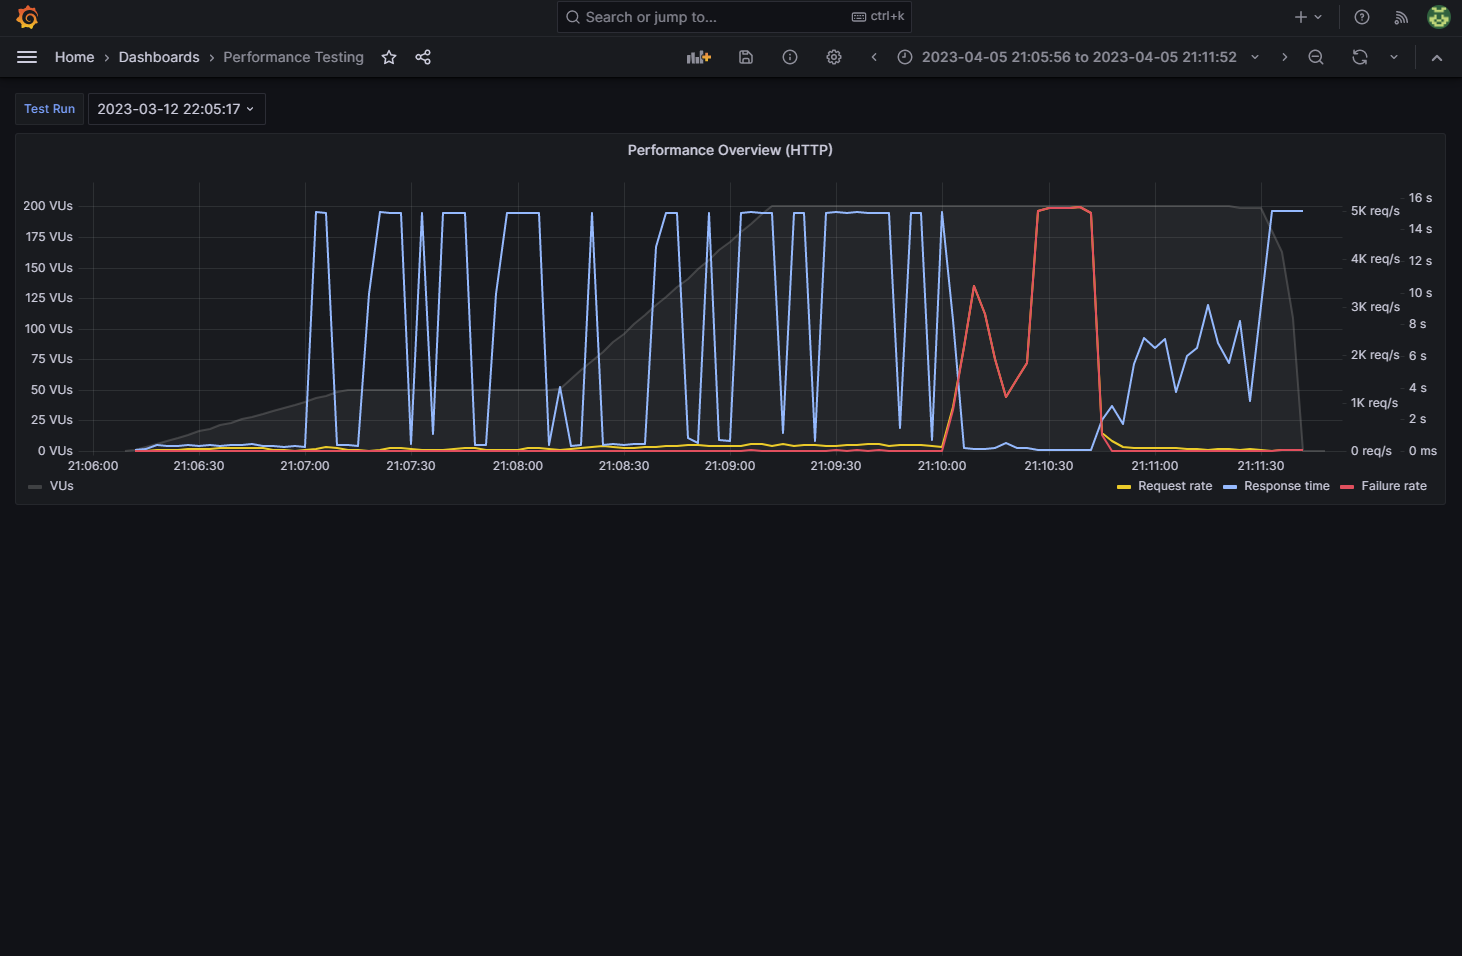 Search or jump to... ctrl+k
Home › Dashboards › Performance Testing
2023-04-05 21:05:56 to 2023-04-05 21:11:52
Test Run 2023-03-12 22:05:17
Performance Overview (HTTP)
200 VUs
175 VUs
150 VUs
125 VUs
100 VUs
75 VUs
50 VUs
25 VUs
0 VUs
5K req/s
4K req/s
3K req/s
2K req/s
1K req/s
0 req/s
16 s
14 s
12 s
10 s
8 s
6 s
4 s
2 s
0 ms
21:06:00 21:06:30 21:07:00 21:07:30 21:08:00 21:08:30 21:09:00 21:09:30 21:10:00 21:10:30 21:11:00 21:11:30
VUs Request rate Response time Failure rate